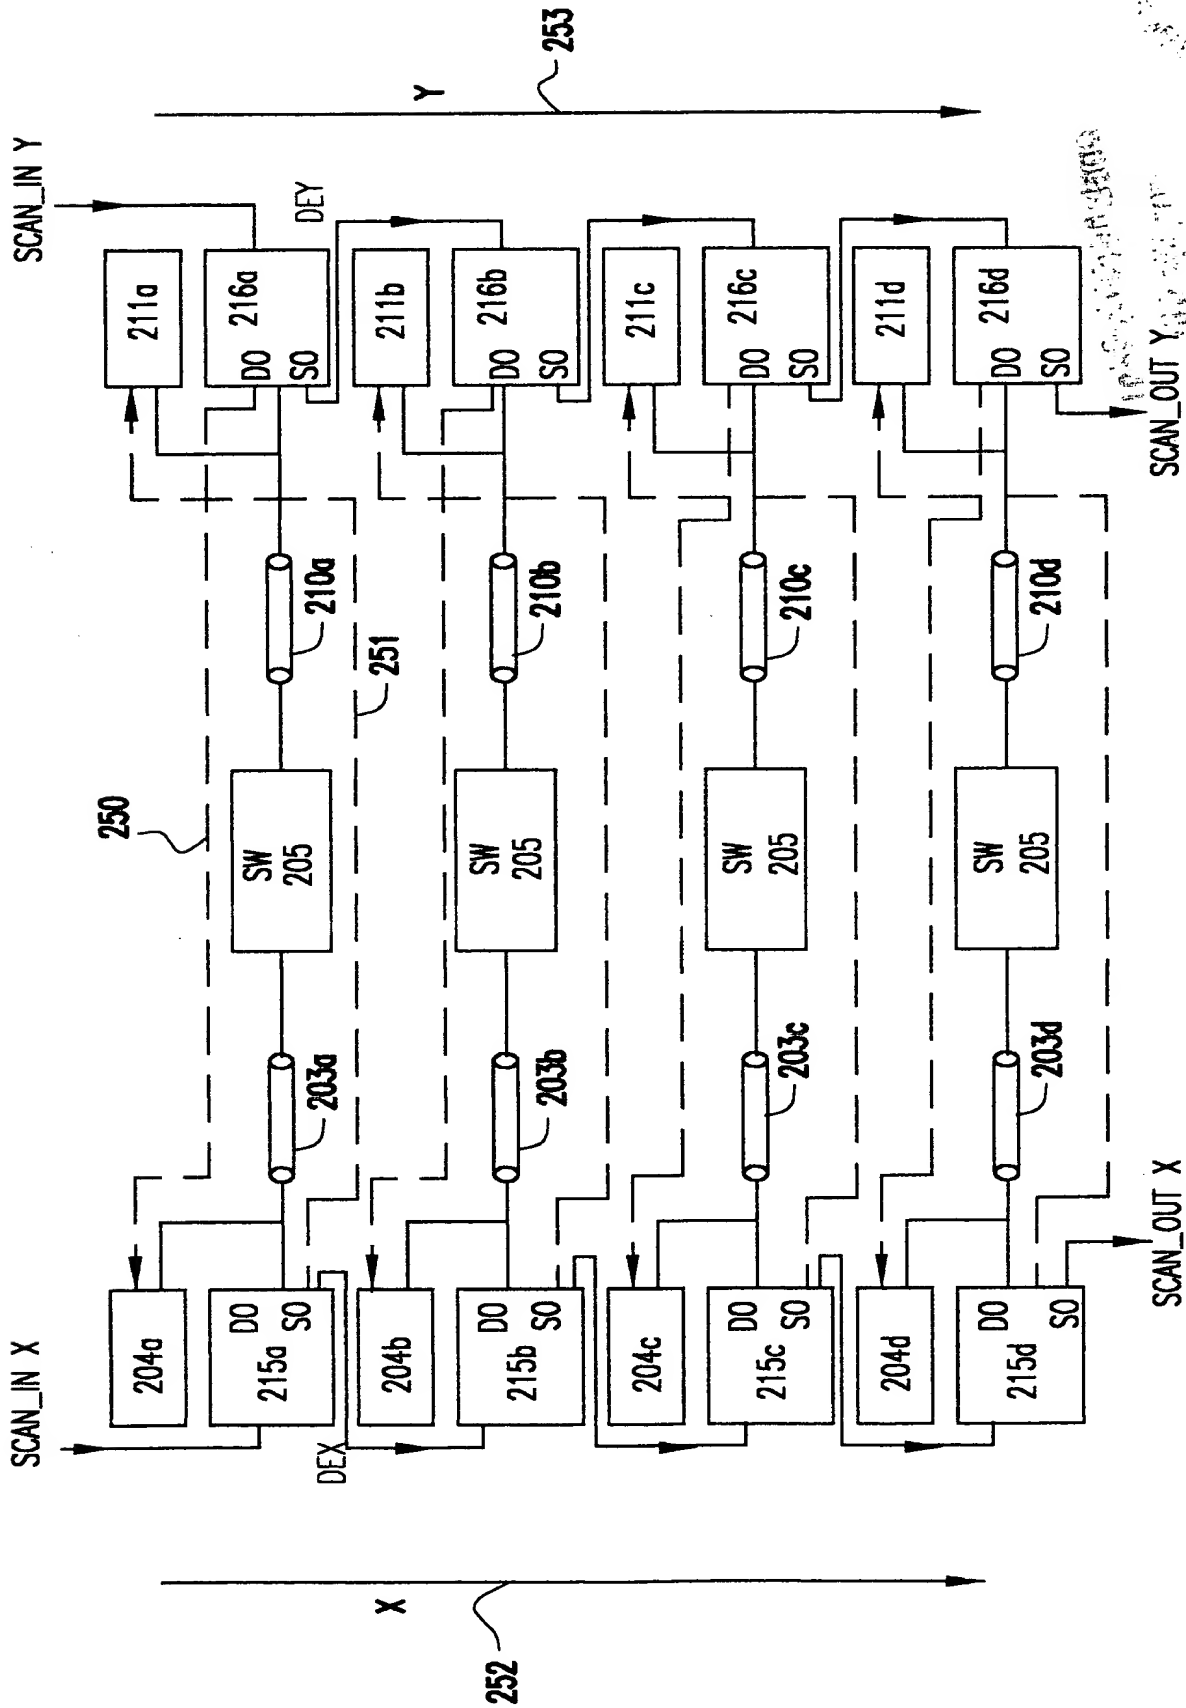 SCAN_IN X
SCAN_IN Y
250
204a
211a
215a
DO
SO
203a
SW
205
210a
216a
DO
SO
251
DEX
DEY
204b
211b
215b
DO
SO
203b
SW
205
210b
216b
DO
SO
X
252
Y
253
204c
211c
215c
DO
SO
203c
SW
205
210c
216c
DO
SO
204d
211d
215d
DO
SO
203d
SW
205
210d
216d
DO
SO
SCAN_OUT X
SCAN_OUT Y